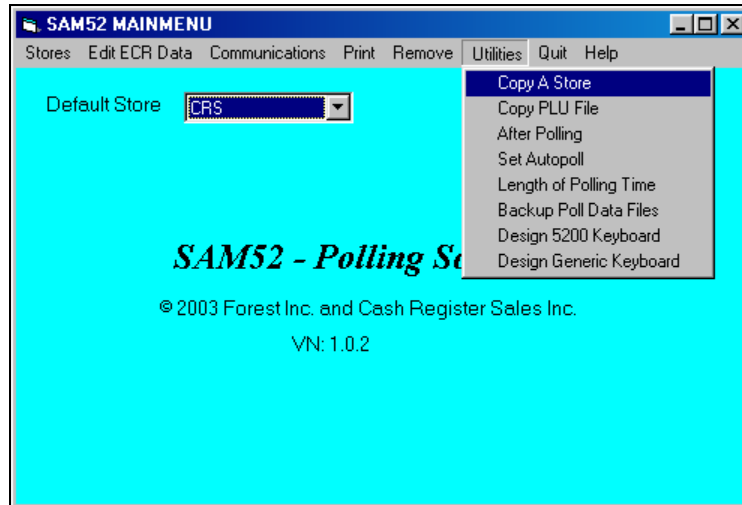 SAM52 MAINMENU
Stores Edit ECR Data Communications Print Remove Utilities Quit Help
Default Store CRS
Copy A Store
Copy PLU File
After Polling
Set Autopoll
Length of Polling Time
Backup Poll Data Files
Design 5200 Keyboard
Design Generic Keyboard
SAM52 - Polling
© 2003 Forest Inc. and Cash Register Sales Inc.
VN: 1.0.2